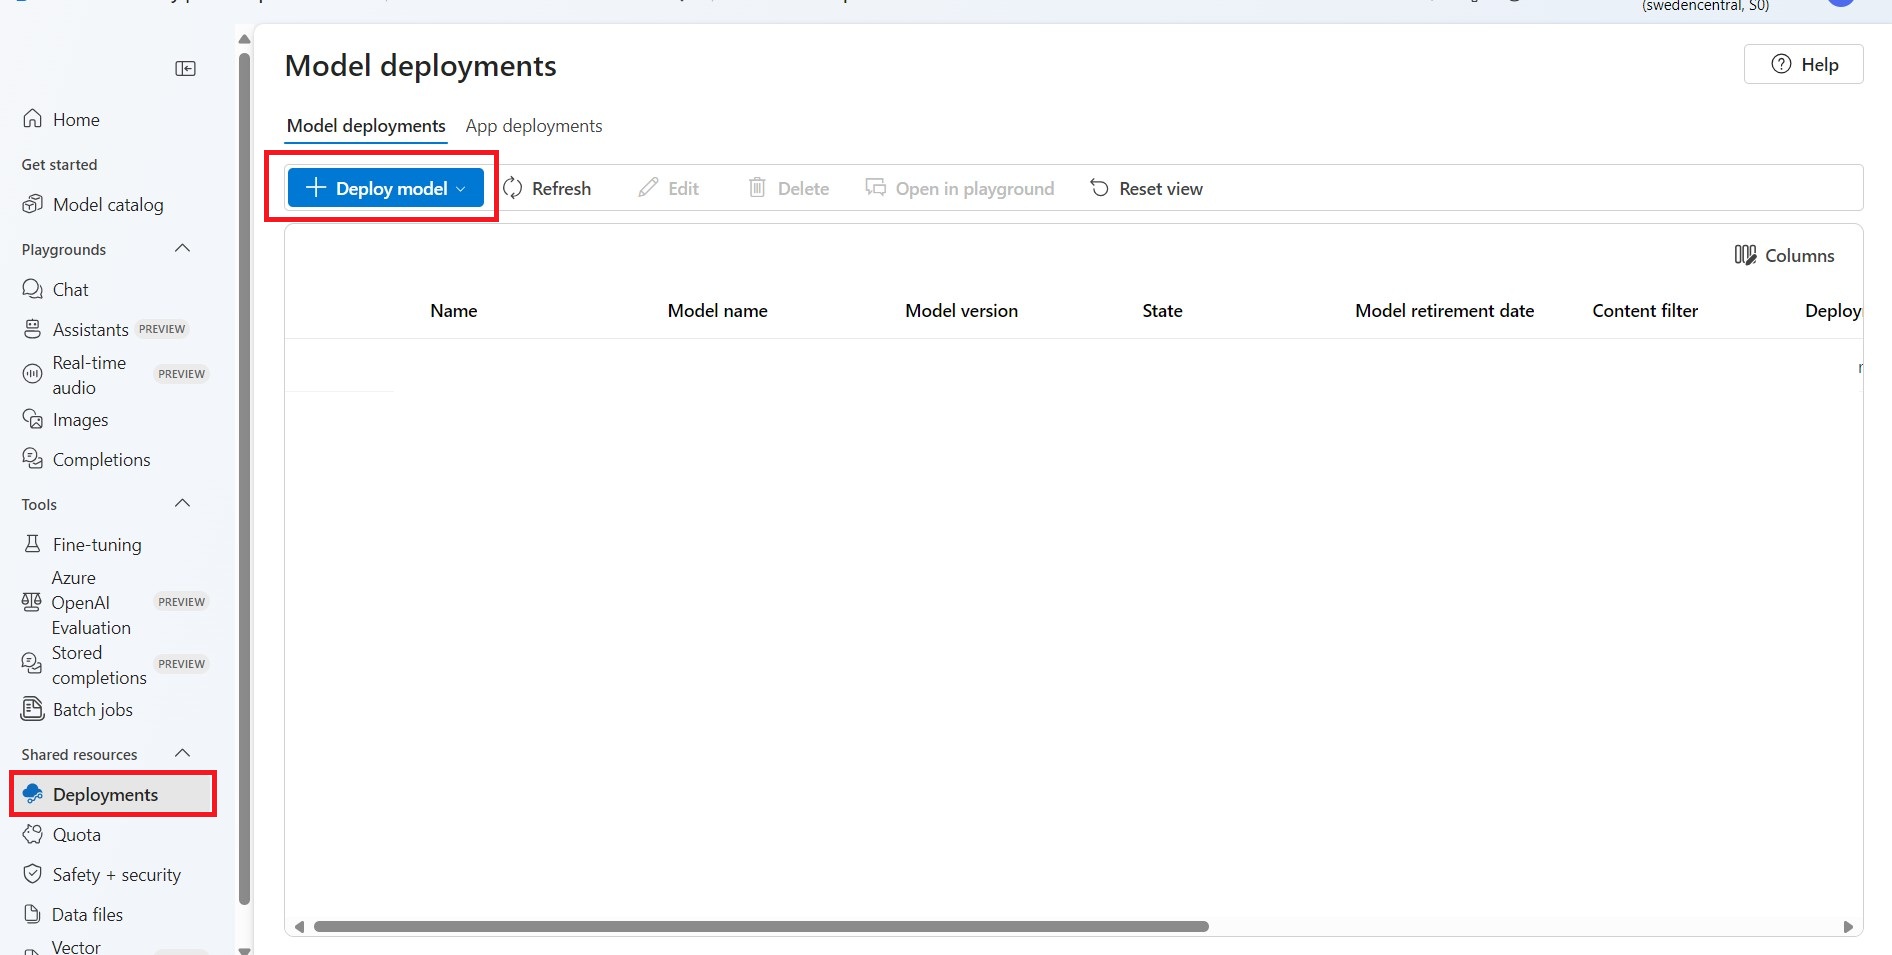 (swedencentral, S0)
Model deployments
Help
Home
Model deployments App deployments
Get started
Deploy model Refresh Edit Delete Open in playground Reset view
Model catalog
Playgrounds
Columns
Chat
Name Model name Model version State Model retirement date Content filter Deploy
Assistants PREVIEW
Real-time
audio
PREVIEW
Images
Completions
Tools
Fine-tuning
Azure
OpenAI
Evaluation
PREVIEW
Stored
completions
PREVIEW
Batch jobs
Shared resources
Deployments
Quota
Safety + security
Data files
Vector